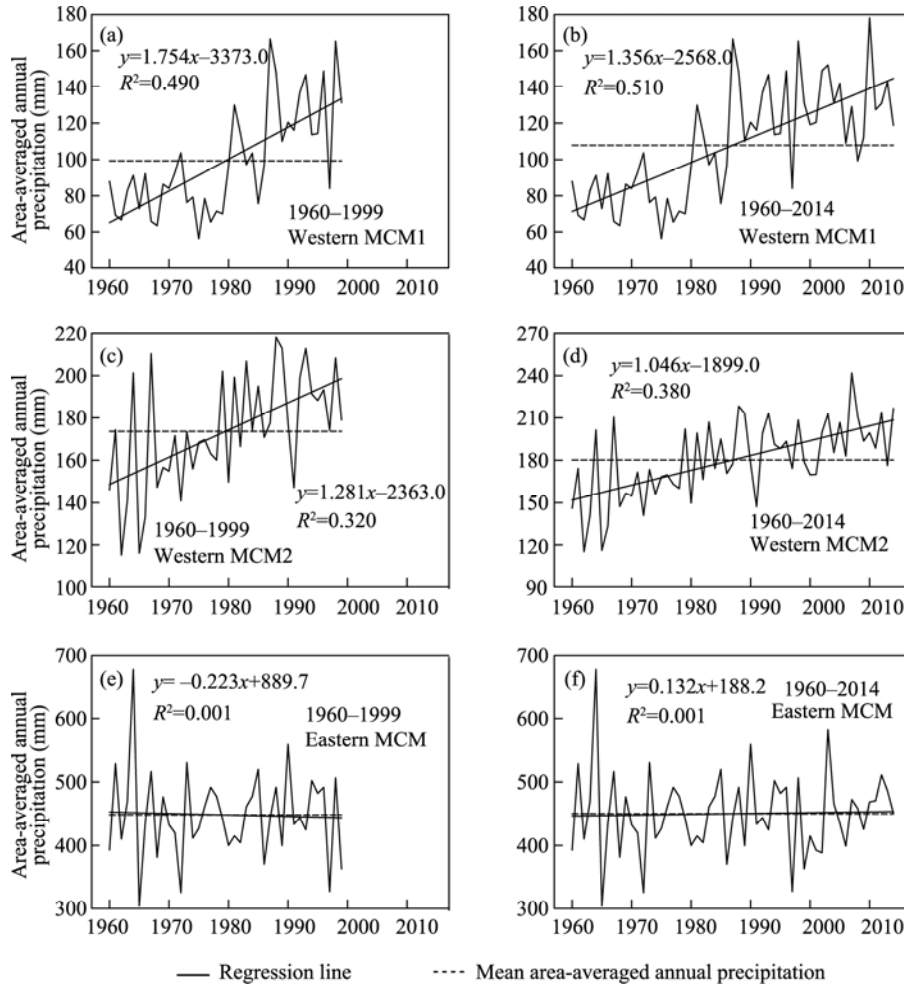 Area-averaged annual
precipitation (mm)
180
160
140
120
100
80
60
40
(a)
y=1.754x–3373.0
R²=0.490
1960–1999
Western MCM1
1960 1970 1980 1990 2000 2010
180
160
140
120
100
80
60
40
(b)
y=1.356x–2568.0
R²=0.510
1960–2014
Western MCM1
1960 1970 1980 1990 2000 2010
Area-averaged annual
precipitation (mm)
220
200
180
160
140
120
100
(c)
y=1.281x–2363.0
R²=0.320
1960–1999
Western MCM2
1960 1970 1980 1990 2000 2010
270
240
210
180
150
120
90
(d)
y=1.046x–1899.0
R²=0.380
1960–2014
Western MCM2
1960 1970 1980 1990 2000 2010
Area-averaged annual
precipitation (mm)
700
600
500
400
300
(e)
y= –0.223x+889.7
R²=0.001
1960–1999
Eastern MCM
1960 1970 1980 1990 2000 2010
700
600
500
400
300
(f)
y=0.132x+188.2
R²=0.001
1960–2014
Eastern MCM
1960 1970 1980 1990 2000 2010
Regression line
Mean area-averaged annual precipitation